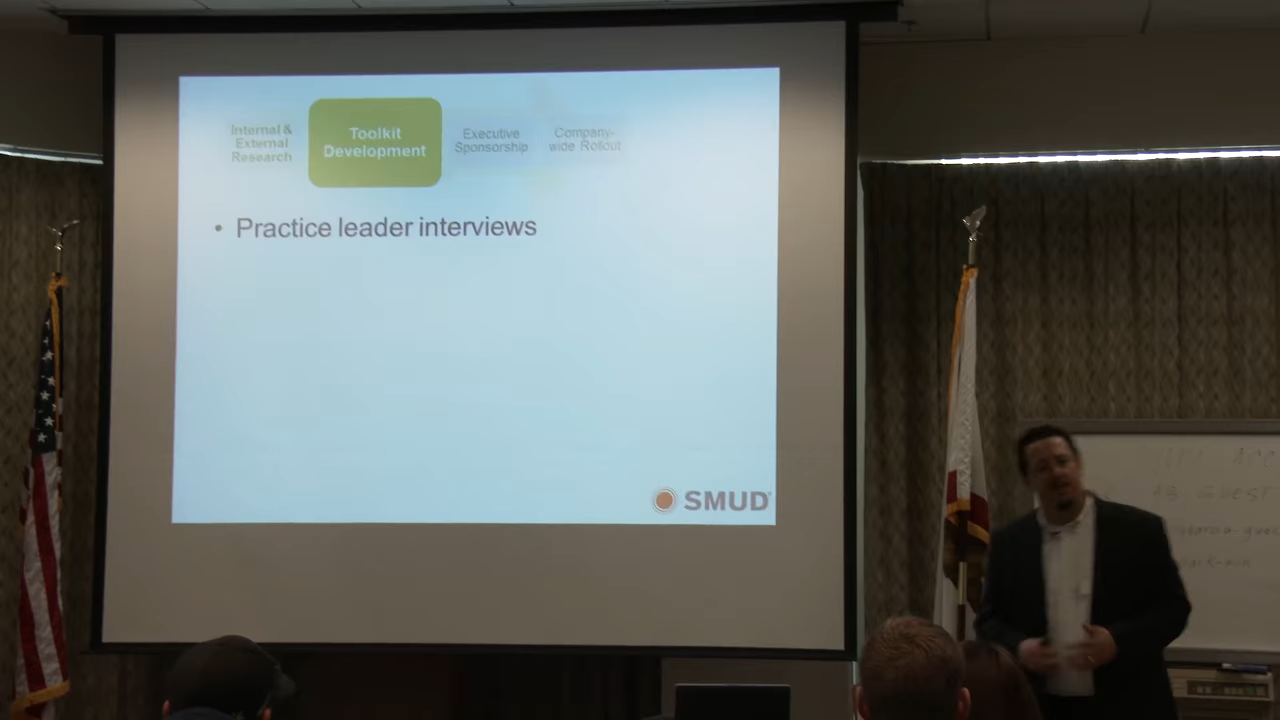 Internal &
External
Research
Toolkit
Development
Executive
Sponsorship
Company-
wide Rollout
• Practice leader interviews
SMUD